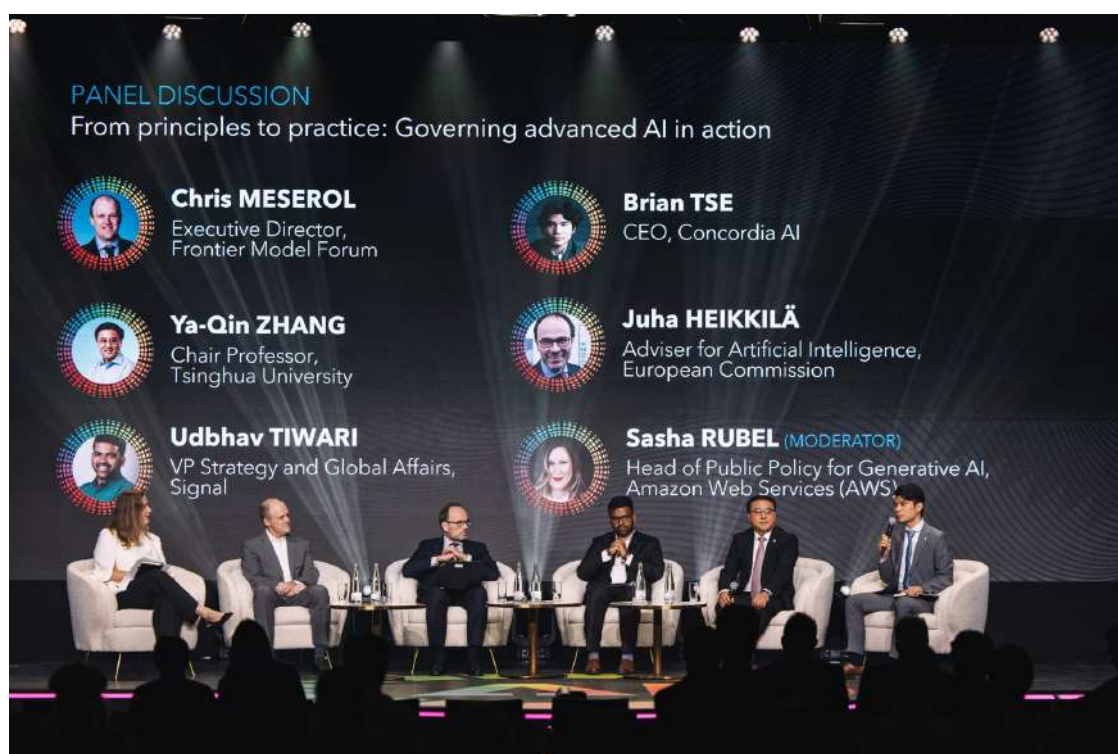 PANEL DISCUSSION
From principles to practice: Governing advanced AI in action
Chris MESEROL
Executive Director,
Frontier Model Forum
Brian TSE
CEO, Concordia AI
Ya-Qin ZHANG
Chair Professor,
Tsinghua University
Juha HEIKKILÄ
Adviser for Artificial Intelligence,
European Commission
Udbhav TIWARI
VP Strategy and Global Affairs,
Signal
Sasha RUBEL (MODERATOR)
Head of Public Policy for Generative AI,
Amazon Web Services (AWS)